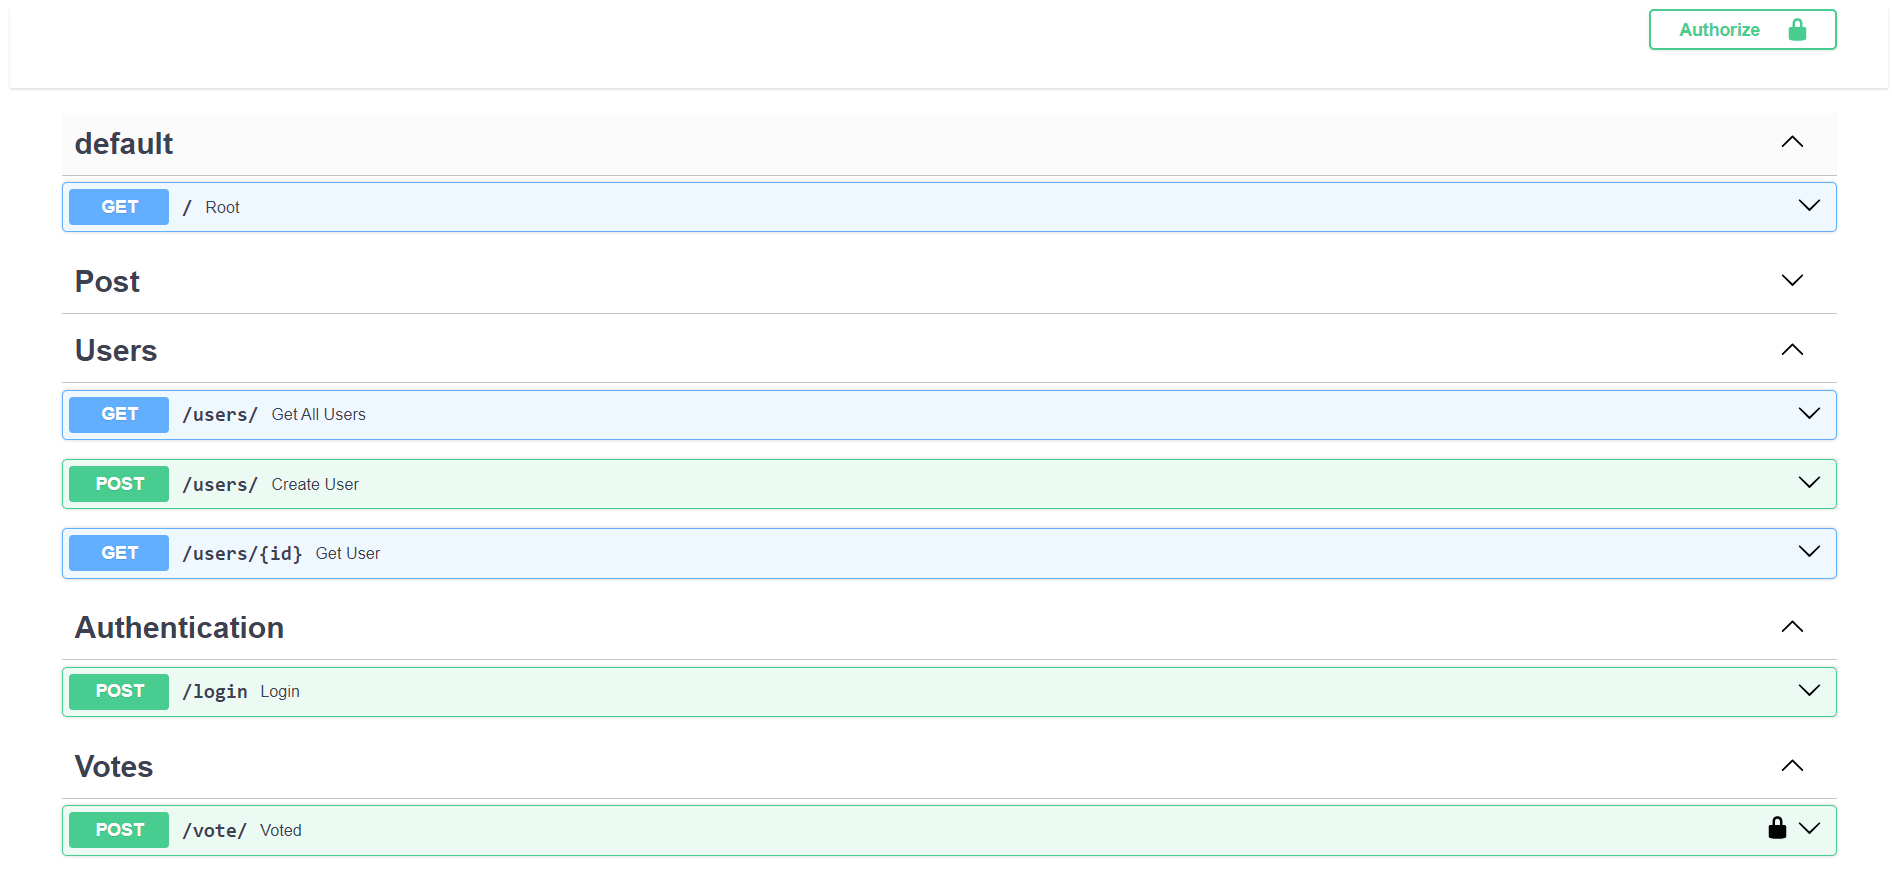 Authorize
default
GET / Root
Post
Users
GET /users/ Get All Users
POST /users/ Create User
GET /users/{id} Get User
Authentication
POST /login Login
Votes
POST /vote/ Voted